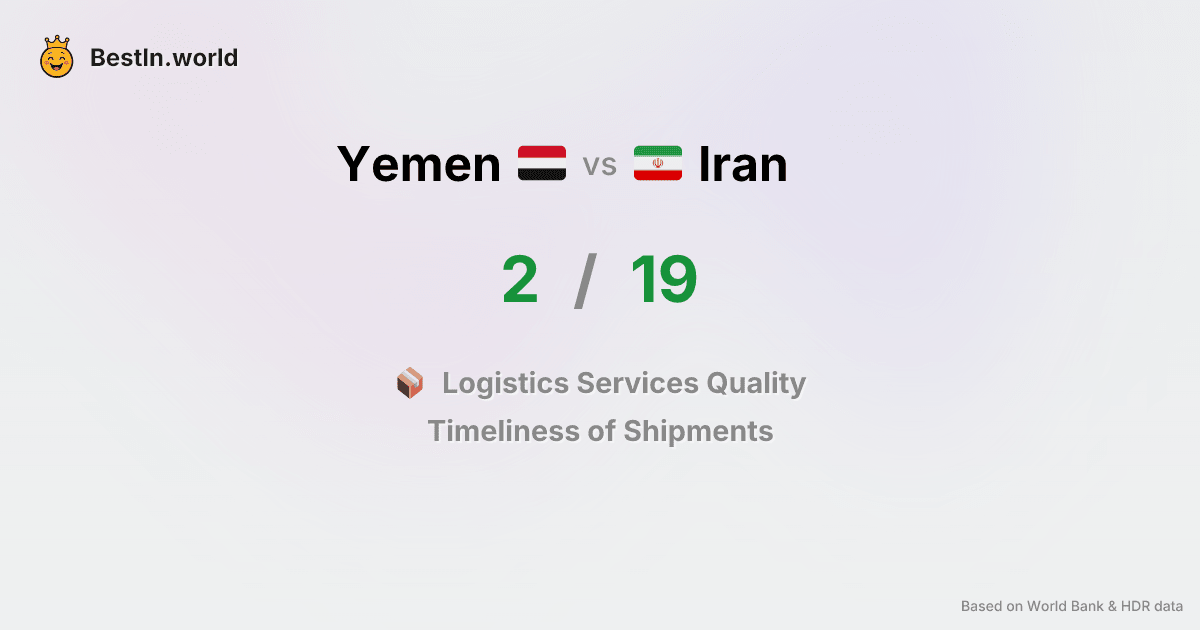 BestIn.world
Yemen vs Iran
2 / 19
Logistics Services Quality
Timeliness of Shipments
Based on World Bank & HDR data